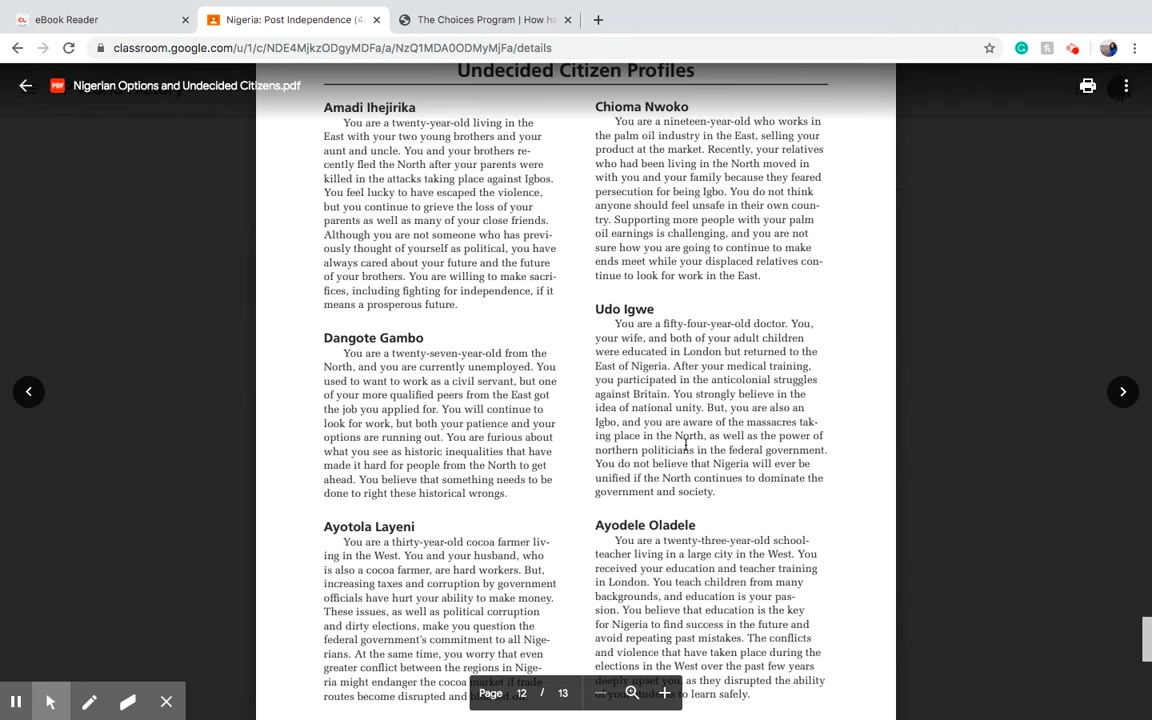 eBook Reader
Nigeria: Post Independence (4
The Choices Program | How ha
classroom.google.com/u/1/c/NDE4MjkzODgyMDFa/a/NzQ1MDA0ODMyMjFa/details
Nigerian Options and Undecided Citizens.pdf
Undecided Citizen Profiles
Amadi Ihejirika
You are a twenty-year-old living in the
East with your two young brothers and your
aunt and uncle. You and your brothers re-
cently fled the North after your parents were
killed in the attacks taking place against Igbos.
You feel lucky to have escaped the violence,
but you continue to grieve the loss of your
parents as well as many of your close friends.
Although you are not someone who has previ-
ously thought of yourself as political, you have
always cared about your future and the future
of your brothers. You are willing to make sacri-
fices, including fighting for independence, if it
means a prosperous future.
Dangote Gambo
You are a twenty-seven-year-old from the
North, and you are currently unemployed. You
used to want to work as a civil servant, but one
of your more qualified peers from the East got
the job you applied for. You will continue to
look for work, but both your patience and your
options are running out. You are furious about
what you see as historic inequalities that have
made it hard for people from the North to get
ahead. You believe that something needs to be
done to right these historical wrongs.
Ayotola Layeni
You are a thirty-year-old cocoa farmer liv-
ing in the West. You and your husband, who
is also a cocoa farmer, are hard workers. But,
increasing taxes and corruption by government
officials have hurt your ability to make money.
These issues, as well as political corruption
and dirty elections, make you question the
federal government's commitment to all Nige-
rians. At the same time, you worry that even
greater conflict between the regions in Nige-
ria might endanger the cocoa market if trade
routes become disrupted and
Chioma Nwoko
You are a nineteen-year-old who works in
the palm oil industry in the East, selling your
product at the market. Recently, your relatives
who had been living in the North moved in
with you and your family because they feared
persecution for being Igbo. You do not think
anyone should feel unsafe in their own coun-
try. Supporting more people with your palm
oil earnings is challenging, and you are not
sure how you are going to continue to make
ends meet while your displaced relatives con-
tinue to look for work in the East.
Udo Igwe
You are a fifty-four-year-old doctor. You,
your wife, and both of your adult children
were educated in London but returned to the
East of Nigeria. After your medical training,
you participated in the anticolonial struggles
against Britain. You strongly believe in the
idea of national unity. But, you are also an
Igbo, and you are aware of the massacres tak-
ing place in the North, as well as the power of
northern politicians in the federal government.
You do not believe that Nigeria will ever be
unified if the North continues to dominate the
government and society.
Ayodele Oladele
You are a twenty-three-year-old school-
teacher living in a large city in the West. You
received your education and teacher training
in London. You teach children from many
backgrounds, and education is your pas-
sion. You believe that education is the key
for Nigeria to find success in the future and
avoid repeating past mistakes. The conflicts
and violence that have taken place during the
elections in the West over the past few years
deeply upset you, as they disrupted the ability
of your students to learn safely.
Page 12 / 13